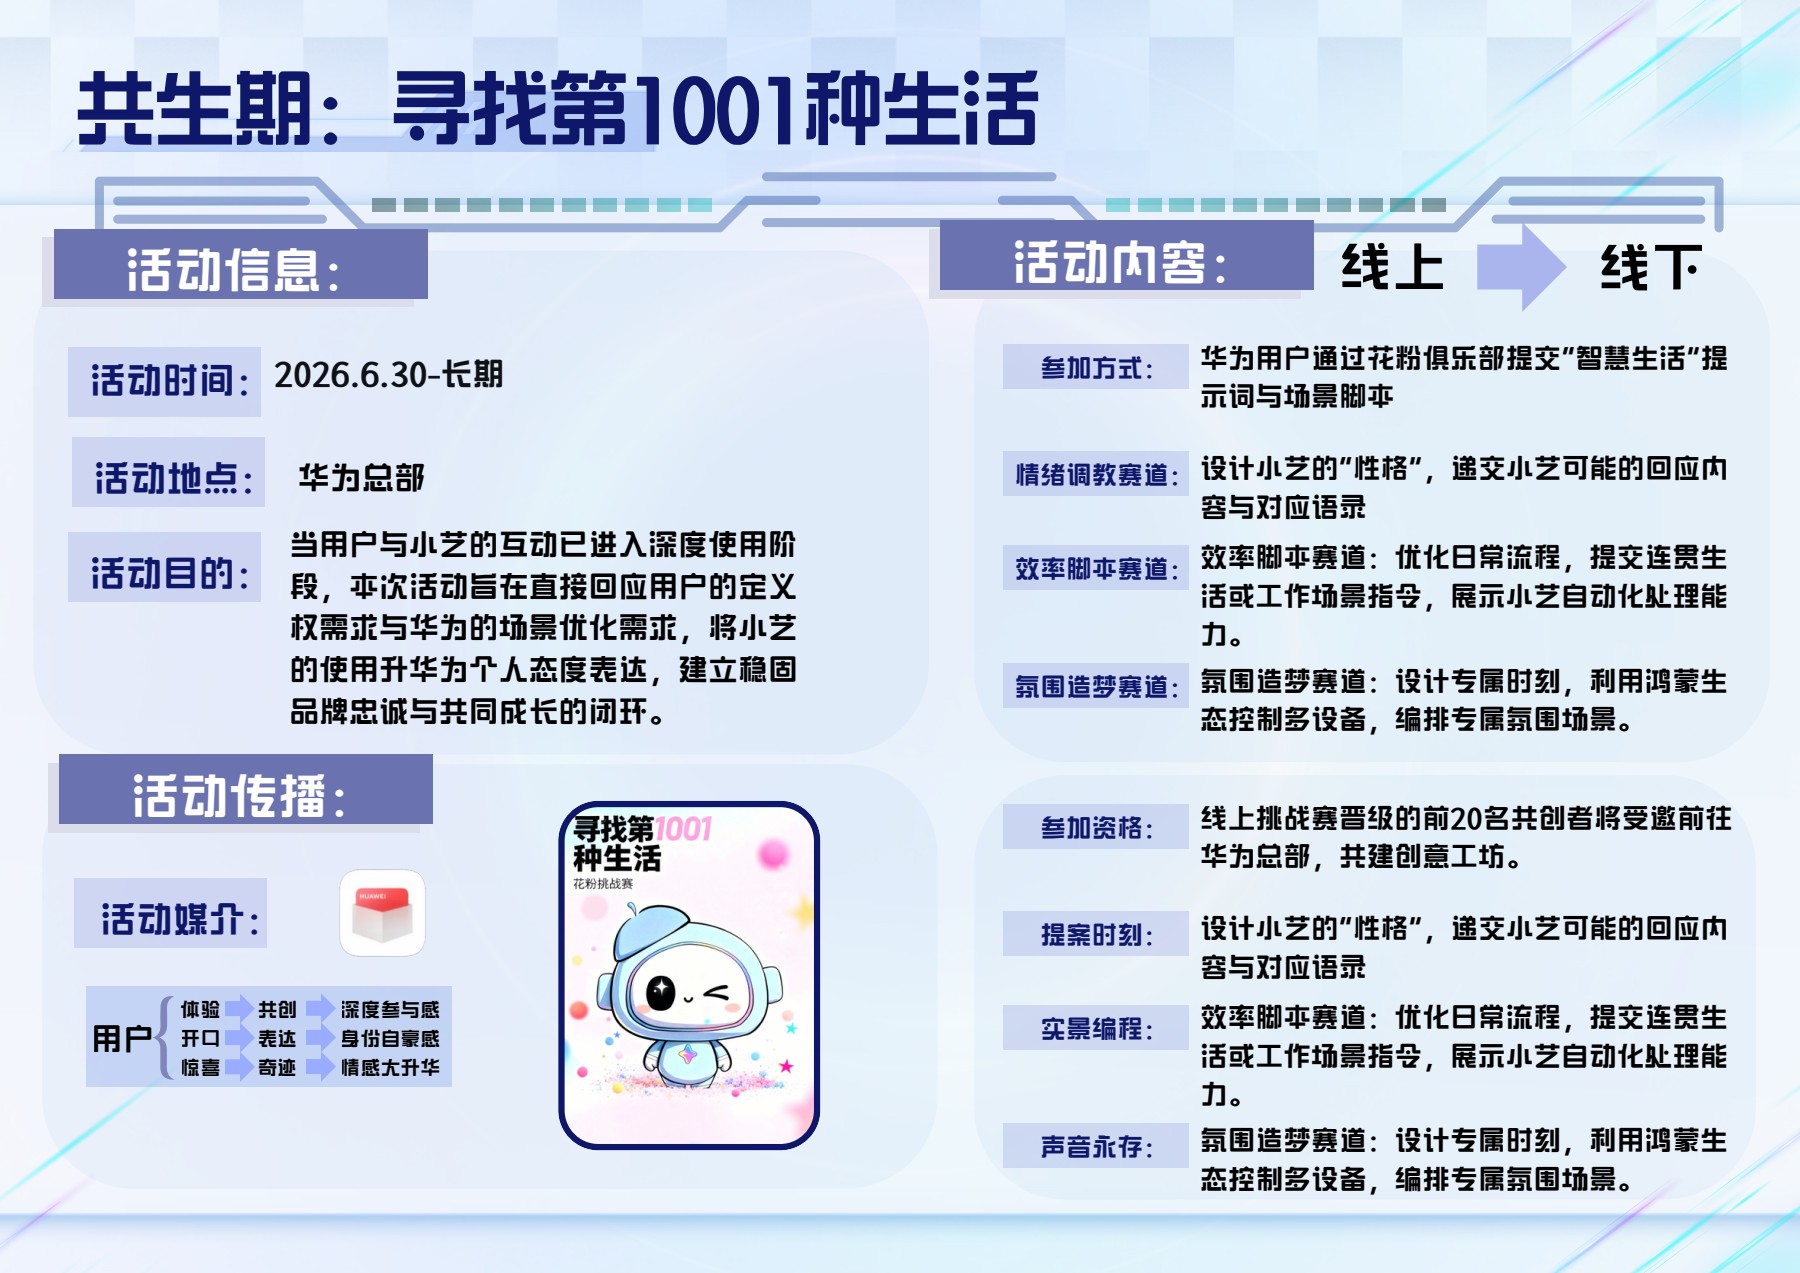 共生期：寻找第1001种生活
活动信息：
活动时间：
2026.6.30-长期
活动地点：
华为总部
活动目的：
当用户与小艺的互动已进入深度使用阶
段，本次活动旨在直接回应用户的定义
权需求与华为的场景优化需求，将小艺
的使用升华为个人态度表达，建立稳固
品牌忠诚与共同成长的闭环。
活动传播：
活动媒介：
HUAWEI
用户
体验
共创
深度参与感
开口
表达
身份自豪感
惊喜
奇迹
情感大升华
寻找第1001
种生活
花粉挑战赛
活动内容：
线上
线下
参加方式：
华为用户通过花粉俱乐部提交"智慧生活"提
示词与场景脚本
情绪调教赛道：
设计小艺的"性格"，递交小艺可能的回应内
容与对应语录
效率脚本赛道：
效率脚本赛道：优化日常流程，提交连贯生
活或工作场景指令，展示小艺自动化处理能
力。
氛围造梦赛道：
氛围造梦赛道：设计专属时刻，利用鸿蒙生
态控制多设备，编排专属氛围场景。
参加资格：
线上挑战赛晋级的前20名共创者将受邀前往
华为总部，共建创意工坊。
提案时刻：
设计小艺的"性格"，递交小艺可能的回应内
容与对应语录
实景编程：
效率脚本赛道：优化日常流程，提交连贯生
活或工作场景指令，展示小艺自动化处理能
力。
声音永存：
氛围造梦赛道：设计专属时刻，利用鸿蒙生
态控制多设备，编排专属氛围场景。